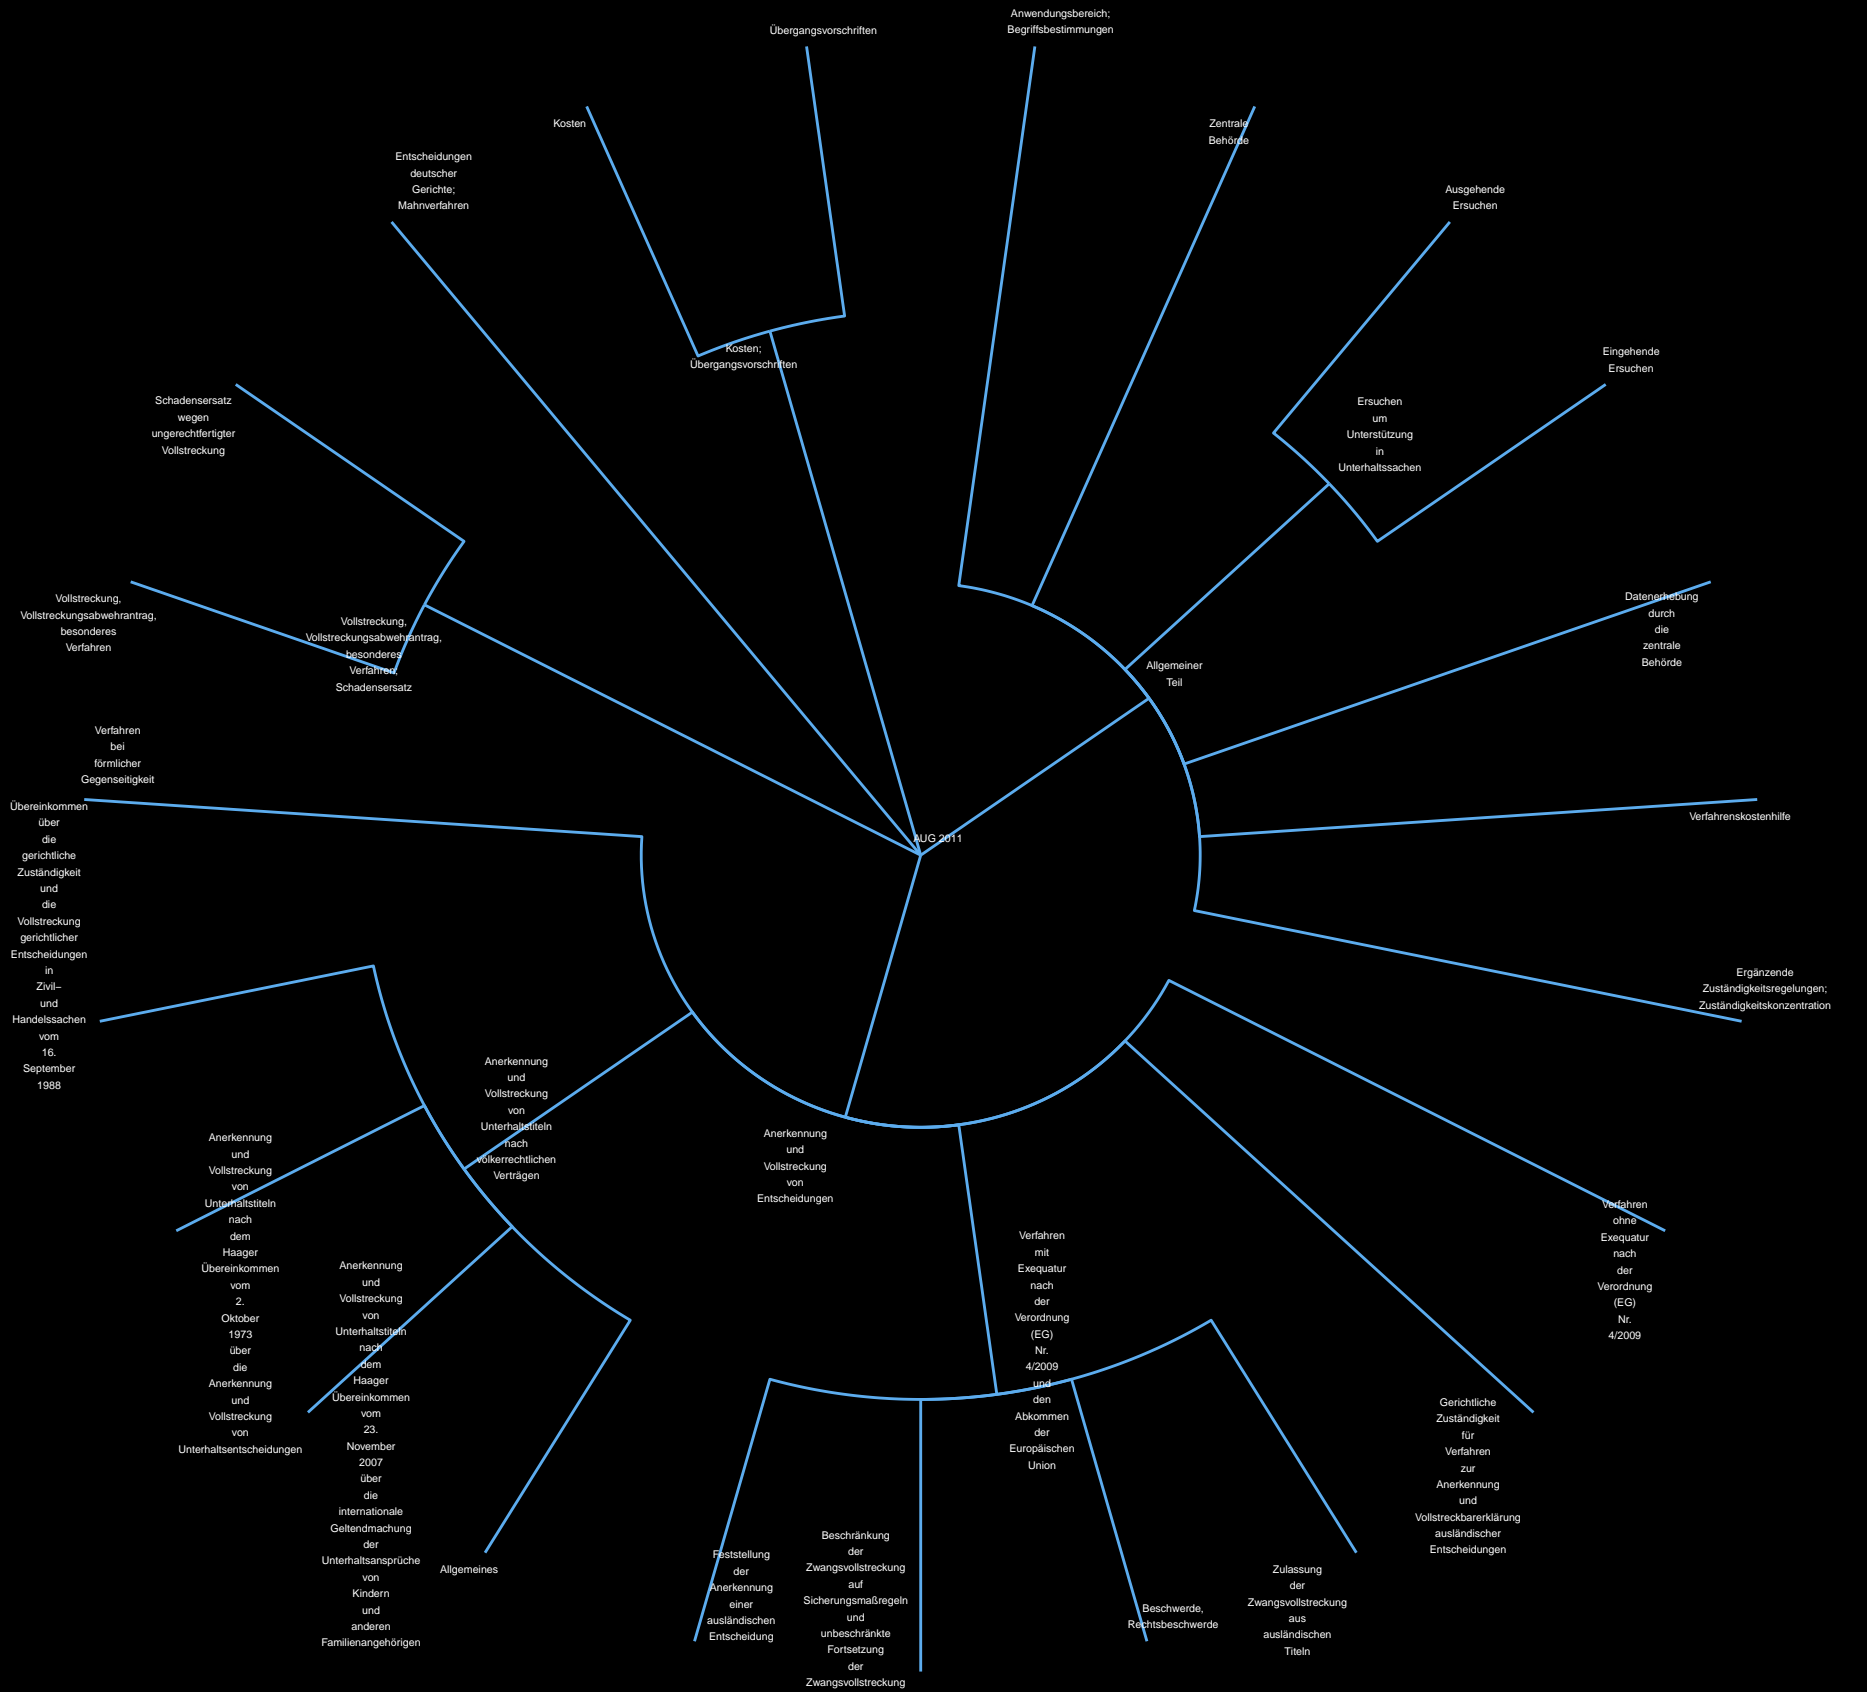 Anwendungsbereich;
Begriffsbestimmungen
Übergangsvorschriften
Kosten
Zentrale
Behörde
Entscheidungen
deutscher
Gerichte;
Mahnverfahren
Ausgehende
Ersuchen
Kosten;
Übergangsvorschriften
Eingehende
Ersuchen
Schadensersatz
wegen
ungerechtfertigter
Vollstreckung
Ersuchen
um
Unterstützung
in
Unterhaltssachen
Vollstreckung,
Vollstreckungsabwehrantrag,
besonderes
Verfahren
Vollstreckung,
Vollstreckungsabwehrantrag,
besonderes
Verfahren;
Schadensersatz
Datenerhebung
durch
die
zentrale
Behörde
Allgemeiner
Teil
Verfahren
bei
förmlicher
Gegenseitigkeit
AUG 2011
Verfahrenskostenhilfe
Übereinkommen
über
die
gerichtliche
Zuständigkeit
und
die
Vollstreckung
gerichtlicher
Entscheidungen
in
Zivil–
und
Handelssachen
vom
16.
September
1988
Ergänzende
Zuständigkeitsregelungen;
Zuständigkeitskonzentration
Anerkennung
und
Vollstreckung
von
Unterhaltstiteln
nach
völkerrechtlichen
Verträgen
Anerkennung
und
Vollstreckung
von
Entscheidungen
Anerkennung
und
Vollstreckung
von
Unterhaltstiteln
nach
dem
Haager
Übereinkommen
vom
2.
Oktober
1973
über
die
Anerkennung
und
Vollstreckung
von
Unterhaltsentscheidungen
Anerkennung
und
Vollstreckung
von
Unterhaltstiteln
nach
dem
Haager
Übereinkommen
vom
23.
November
2007
über
die
internationale
Geltendmachung
der
Unterhaltsansprüche
von
Kindern
und
anderen
Familienangehörigen
Verfahren
mit
Exequatur
nach
der
Verordnung
(EG)
Nr.
4/2009
und
den
Abkommen
der
Europäischen
Union
Verfahren
ohne
Exequatur
nach
der
Verordnung
(EG)
Nr.
4/2009
Gerichtliche
Zuständigkeit
für
Verfahren
zur
Anerkennung
und
Vollstreckbarerklärung
ausländischer
Entscheidungen
Allgemeines
Feststellung
der
Anerkennung
einer
ausländischen
Entscheidung
Beschränkung
der
Zwangsvollstreckung
auf
Sicherungsmaßregeln
und
unbeschränkte
Fortsetzung
der
Zwangsvollstreckung
Beschwerde,
Rechtsbeschwerde
Zulassung
der
Zwangsvollstreckung
aus
ausländischen
Titeln